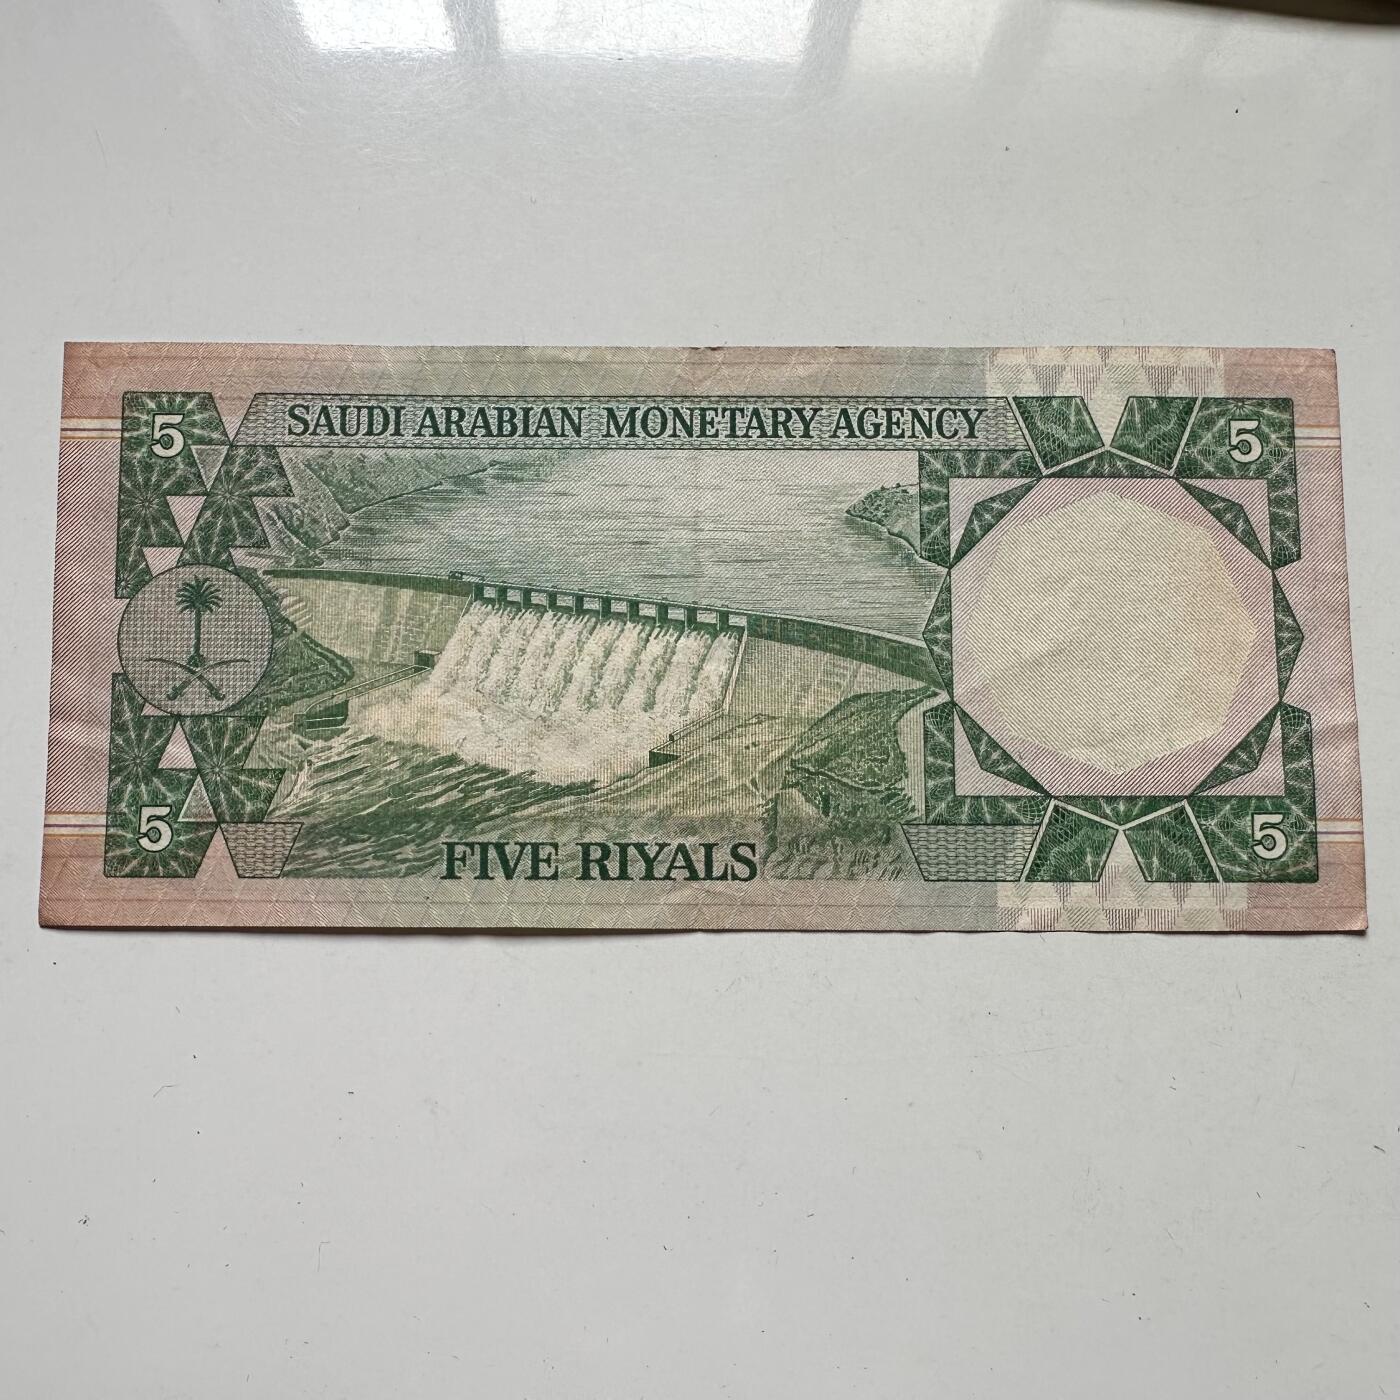 5 SAUDI ARABIAN MONETARY AGENCY 5
5 FIVE RIYALS 5